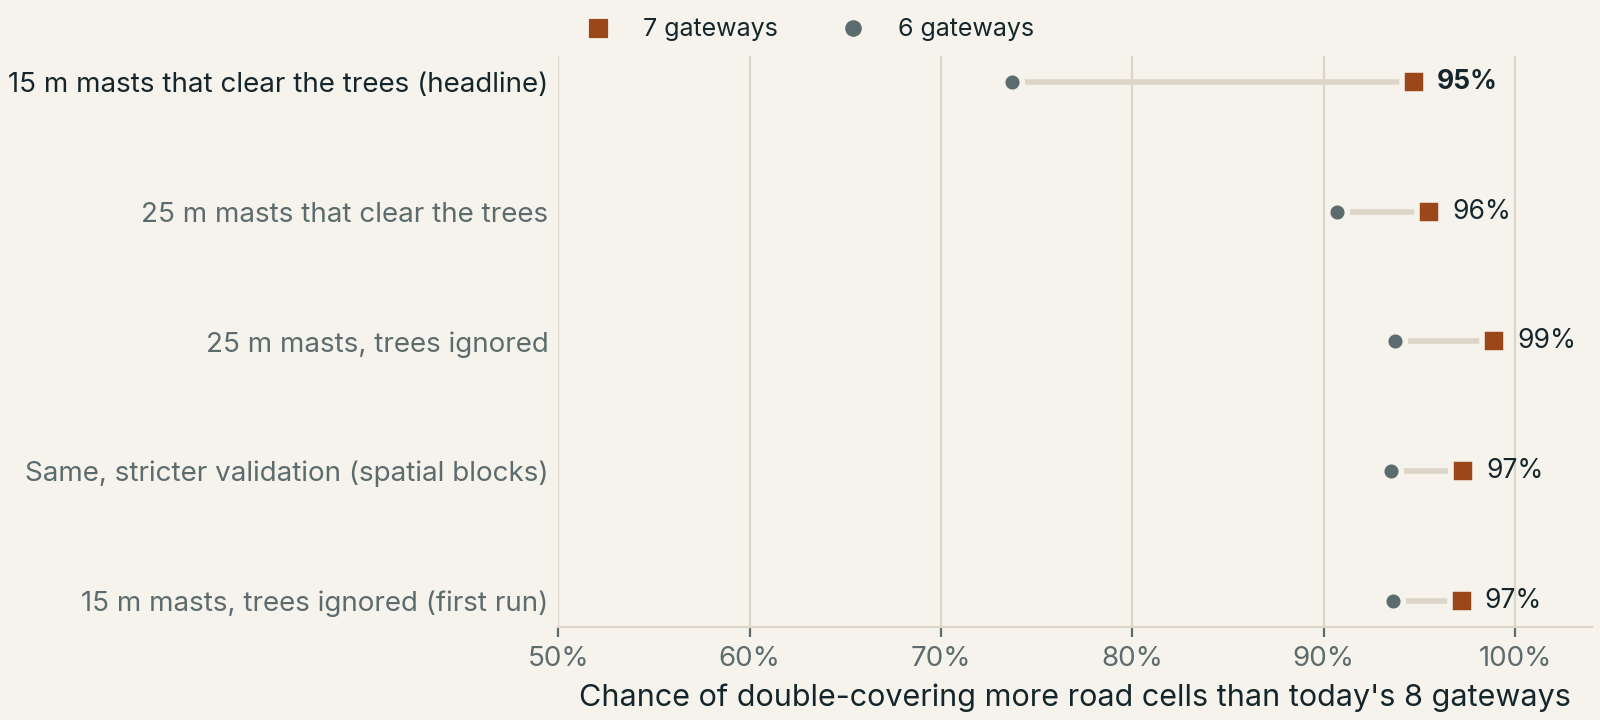 7 gateways
6 gateways
15 m masts that clear the trees (headline)
95%
25 m masts that clear the trees
96%
25 m masts, trees ignored
99%
Same, stricter validation (spatial blocks)
97%
15 m masts, trees ignored (first run)
97%
50% 60% 70% 80% 90% 100%
Chance of double-covering more road cells than today's 8 gateways